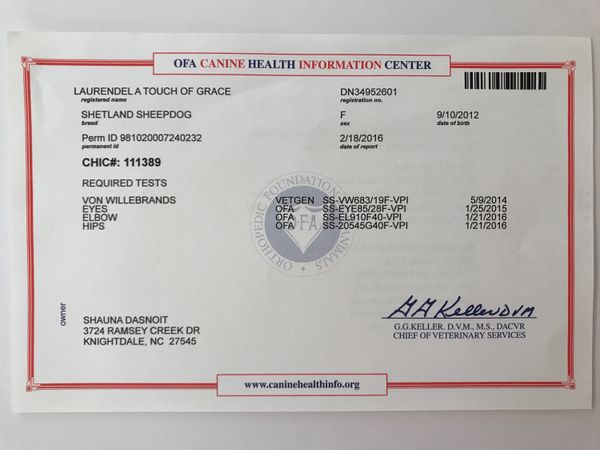 OFA CANINE HEALTH INFORMATION CENTER
LAURENDEL A TOUCH OF GRACE DN34952601
registered name registration no.
SHETLAND SHEEPDOG F 9/10/2012
breed sex date of birth
Perm ID 981020007240232 2/18/2016
permanent id date of report
CHIC#: 111389
REQUIRED TESTS
VON WILLEBRANDS VETGEN SS-VW683/19F-VPI 5/9/2014
EYES OFA SS-EYE85/28F-VPI 1/25/2015
ELBOW OFA SS-EL910F40-VPI 1/21/2016
HIPS OFA SS-20545G40F-VPI 1/21/2016
ORTHOPEDIC FOUNDATION ANIMALS
OFA
owner
SHAUNA DASNOIT
3724 RAMSEY CREEK DR
KNIGHTDALE, NC 27545
GG Keller DVM
G.G.KELLER, D.V.M., M.S., DACVR
CHIEF OF VETERINARY SERVICES
www.caninehealthinfo.org